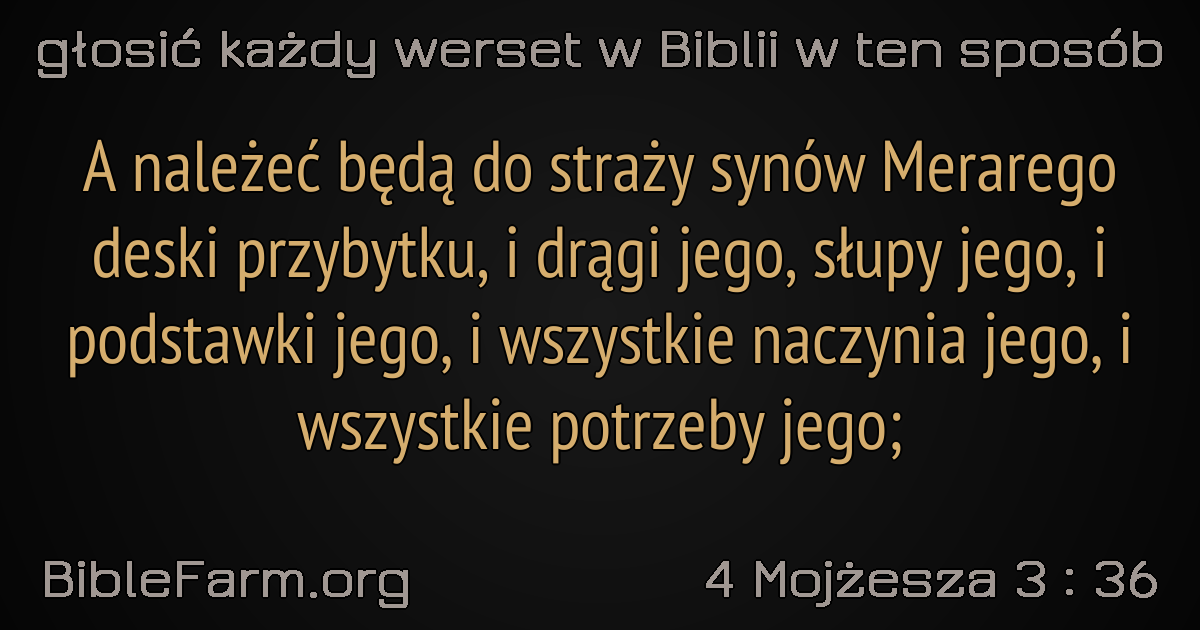 głosić każdy werset w Biblii w ten sposób
A należeć będą do straży synów Merarego
deski przybytku, i drągi jego, słupy jego, i
podstawki jego, i wszystkie naczynia jego, i
wszystkie potrzeby jego;
BibleFarm.org
4 Mojżesza 3 : 36